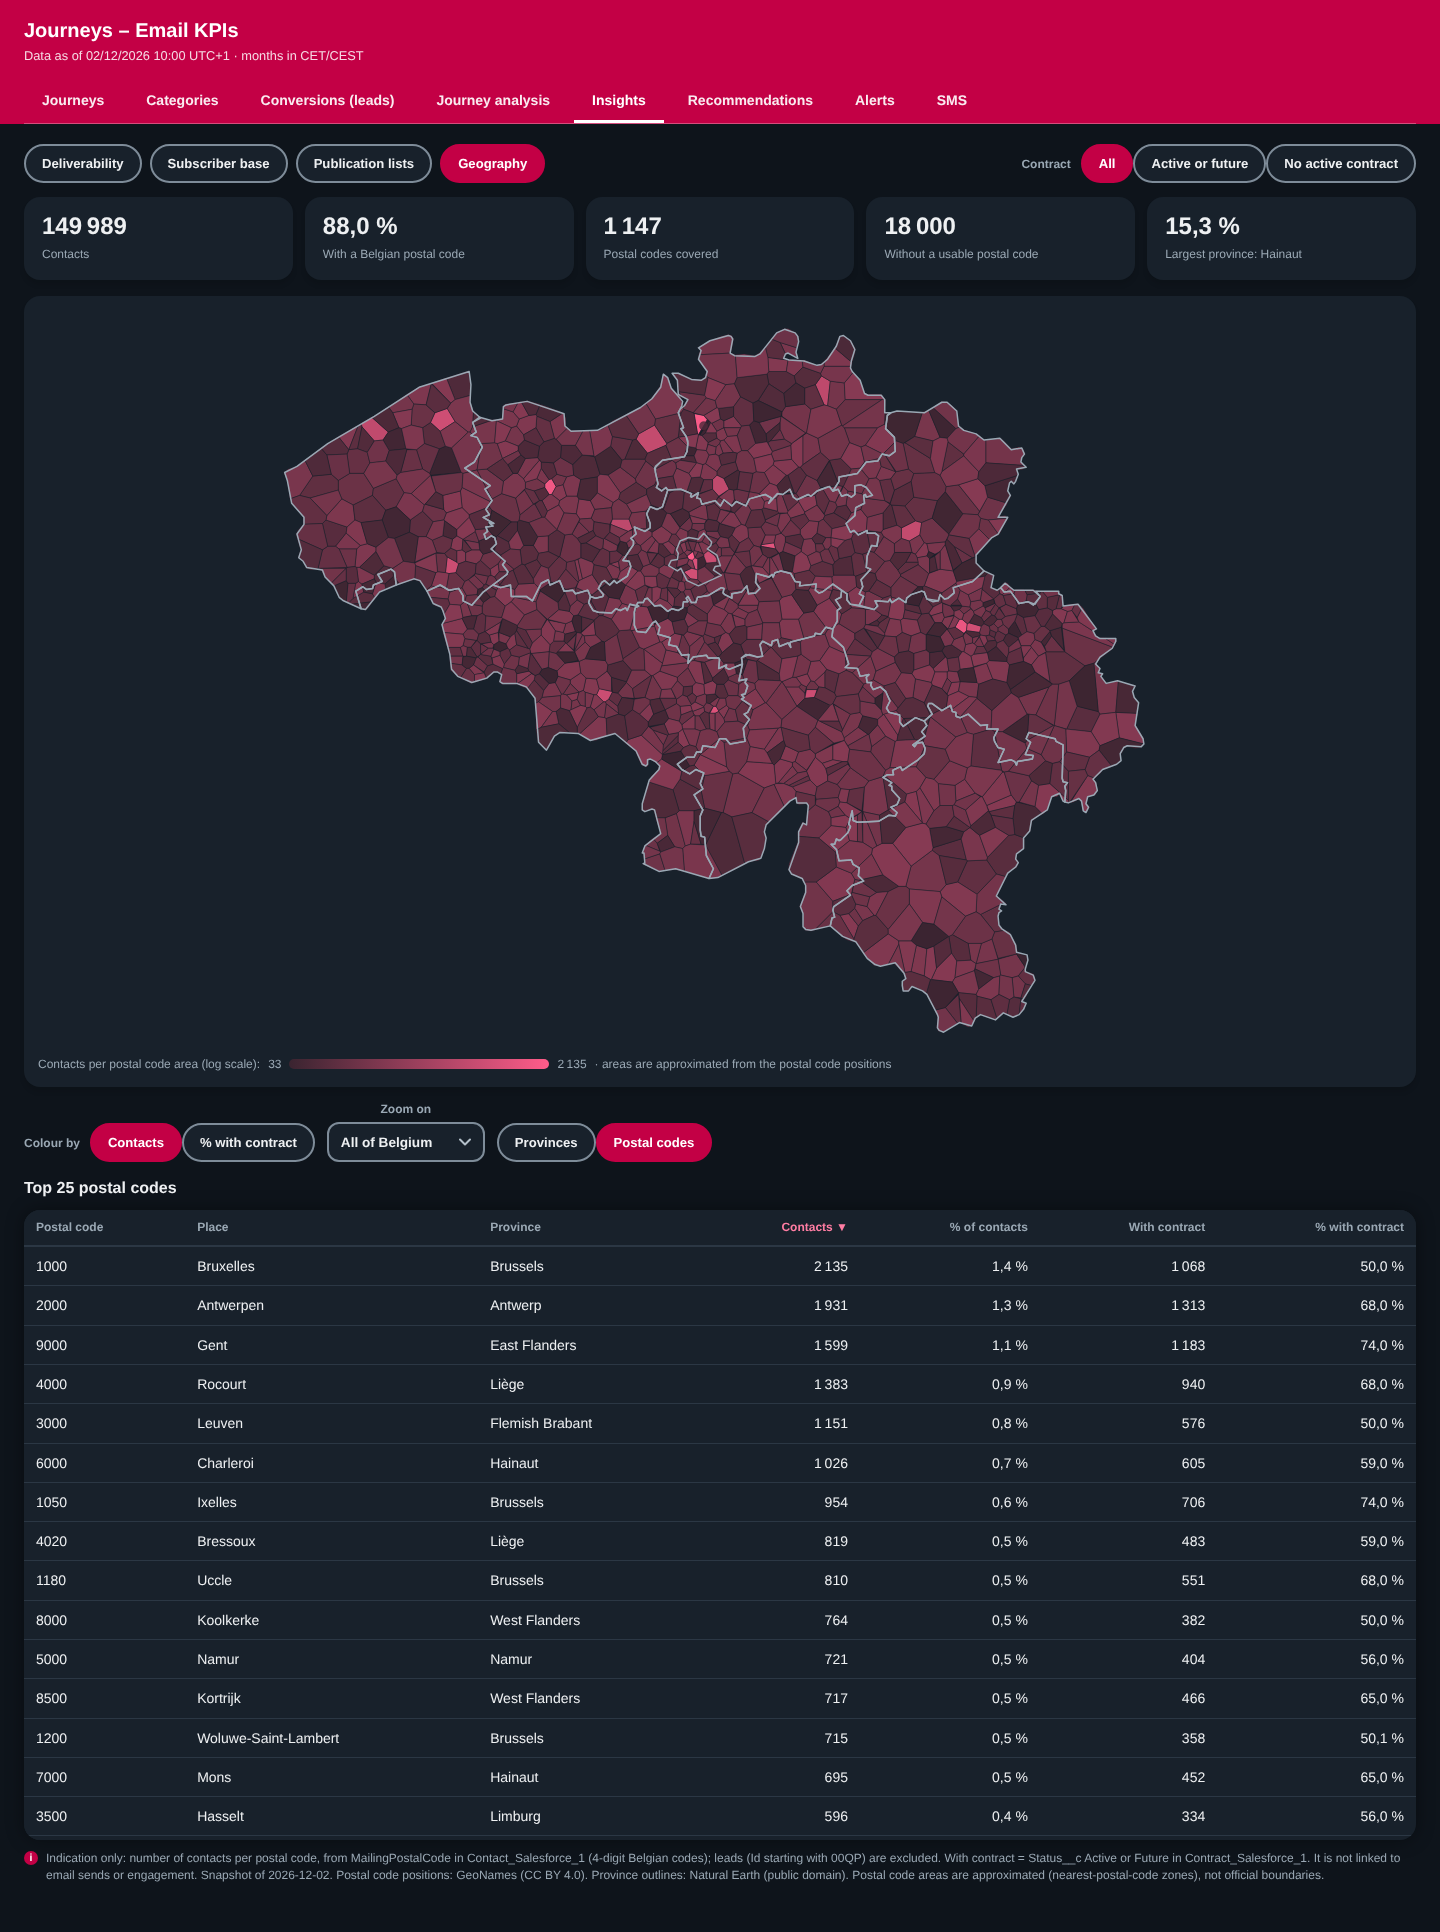 Journeys – Email KPIs
Data as of 02/12/2026 10:00 UTC+1 · months in CET/CEST
Journeys Categories Conversions (leads) Journey analysis Insights Recommendations Alerts SMS
Deliverability Subscriber base Publication lists Geography Contract All Active or future No active contract
149 989 88,0 % 1 147 18 000 15,3 %
Contacts With a Belgian postal code Postal codes covered Without a usable postal code Largest province: Hainaut
Contacts per postal code area (log scale): 33 2 135 · areas are approximated from the postal code positions
Zoom on
Colour by Contacts % with contract All of Belgium Provinces Postal codes
Top 25 postal codes
Postal code Place Province Contacts ▼ % of contacts With contract % with contract
1000 Bruxelles Brussels 2 135 1,4 % 1 068 50,0 %
2000 Antwerpen Antwerp 1 931 1,3 % 1 313 68,0 %
9000 Gent East Flanders 1 599 1,1 % 1 183 74,0 %
4000 Rocourt Liège 1 383 0,9 % 940 68,0 %
3000 Leuven Flemish Brabant 1 151 0,8 % 576 50,0 %
6000 Charleroi Hainaut 1 026 0,7 % 605 59,0 %
1050 Ixelles Brussels 954 0,6 % 706 74,0 %
4020 Bressoux Liège 819 0,5 % 483 59,0 %
1180 Uccle Brussels 810 0,5 % 551 68,0 %
8000 Koolkerke West Flanders 764 0,5 % 382 50,0 %
5000 Namur Namur 721 0,5 % 404 56,0 %
8500 Kortrijk West Flanders 717 0,5 % 466 65,0 %
1200 Woluwe-Saint-Lambert Brussels 715 0,5 % 358 50,1 %
7000 Mons Hainaut 695 0,5 % 452 65,0 %
3500 Hasselt Limburg 596 0,4 % 334 56,0 %
i Indication only: number of contacts per postal code, from MailingPostalCode in Contact_Salesforce_1 (4-digit Belgian codes); leads (Id starting with 00QP) are excluded. With contract = Status__c Active or Future in Contract_Salesforce_1. It is not linked to
email sends or engagement. Snapshot of 2026-12-02. Postal code positions: GeoNames (CC BY 4.0). Province outlines: Natural Earth (public domain). Postal code areas are approximated (nearest-postal-code zones), not official boundaries.